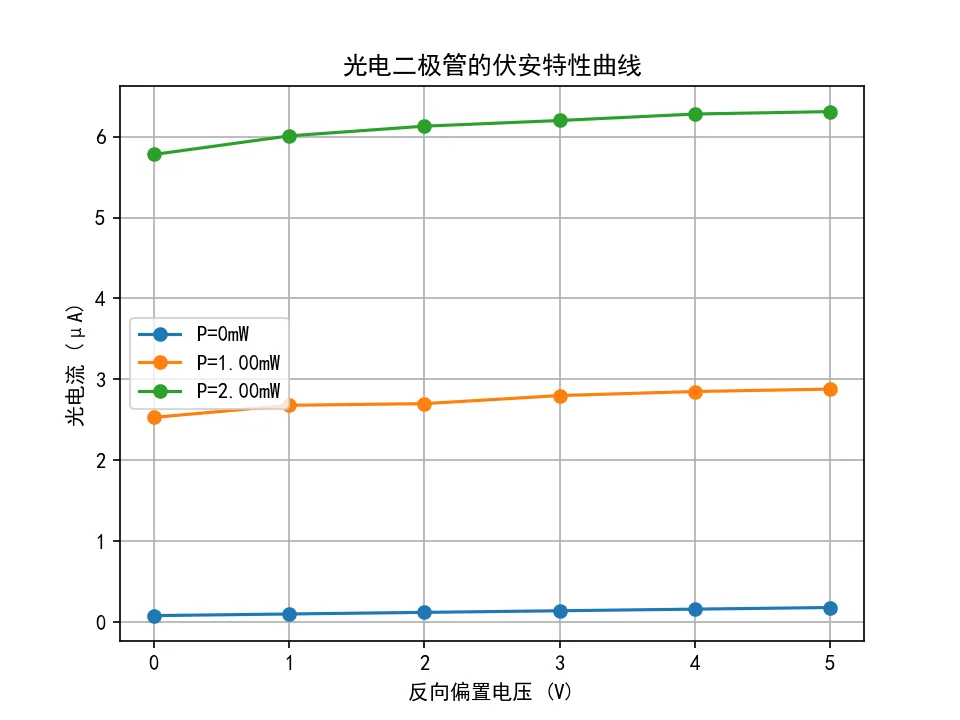 光电二极管的伏安特性曲线
光电流 (μA)
6
5
4
3
2
1
0
P=0mW
P=1.00mW
P=2.00mW
0 1 2 3 4 5
反向偏置电压 (V)